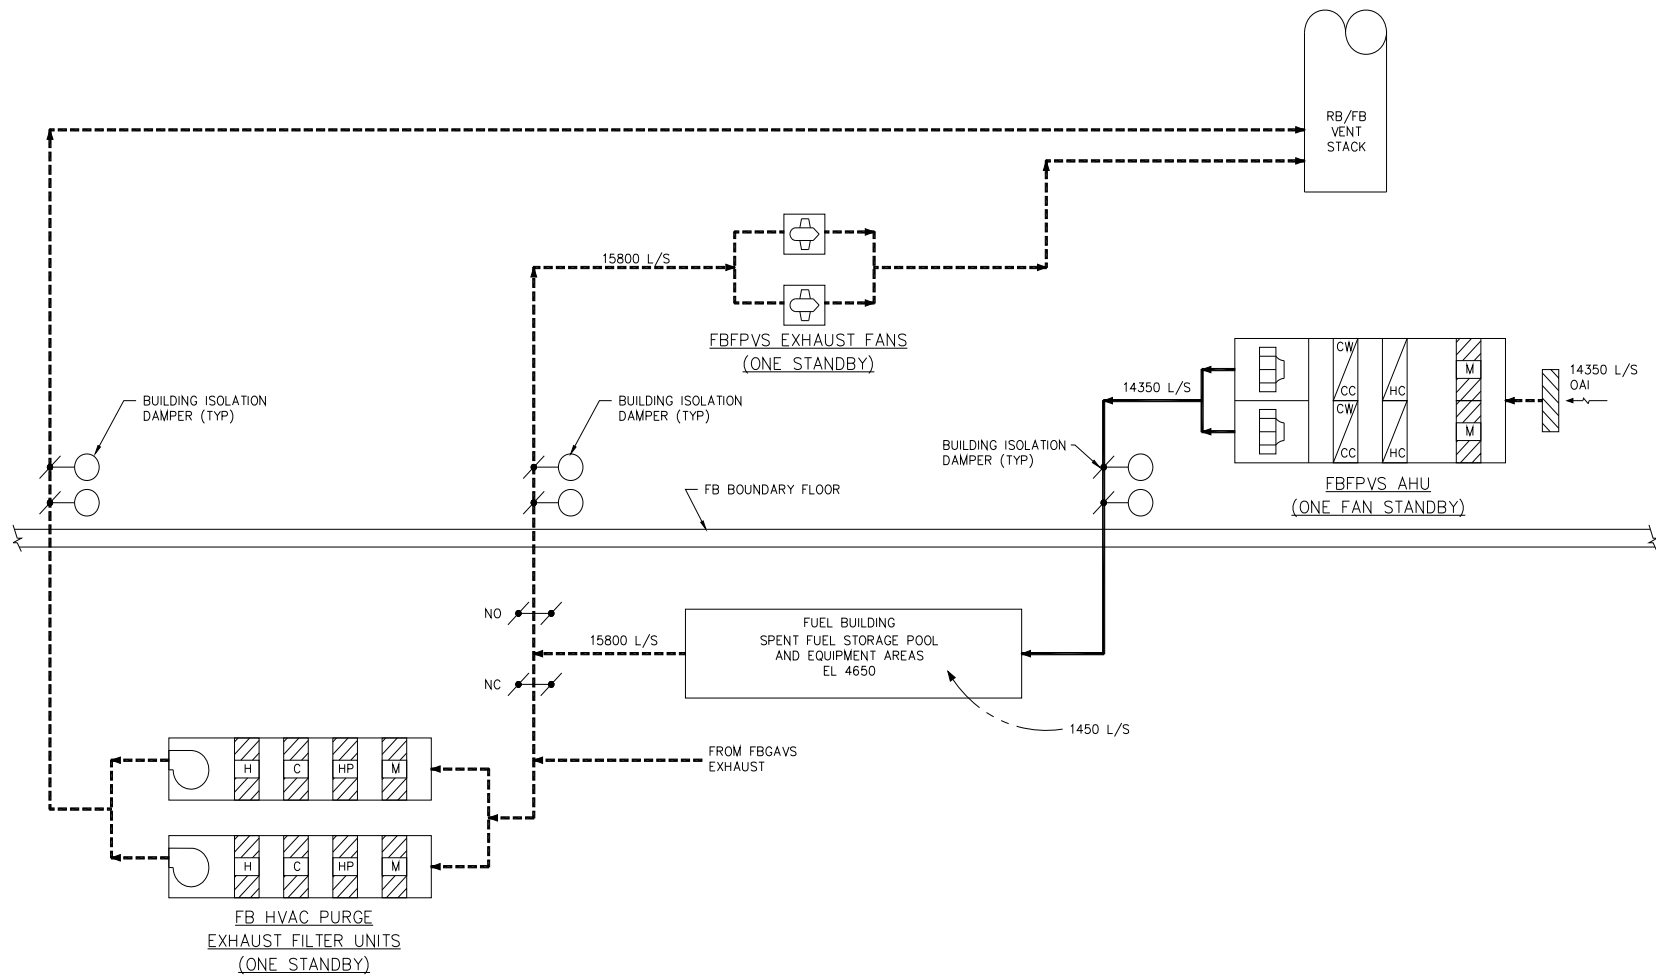 RB/FB
VENT
STACK
15800 L/S
FBFPVS EXHAUST FANS
(ONE STANDBY)
CW
CC
HC
M
CW
CC
HC
M
14350 L/S
OAI
14350 L/S
FBFPVS AHU
(ONE FAN STANDBY)
BUILDING ISOLATION
DAMPER (TYP)
BUILDING ISOLATION
DAMPER (TYP)
BUILDING ISOLATION
DAMPER (TYP)
FB BOUNDARY FLOOR
NO
15800 L/S
NC
FUEL BUILDING
SPENT FUEL STORAGE POOL
AND EQUIPMENT AREAS
EL 4650
1450 L/S
FROM FBGAVS
EXHAUST
H
C
HP
M
H
C
HP
M
FB HVAC PURGE
EXHAUST FILTER UNITS
(ONE STANDBY)